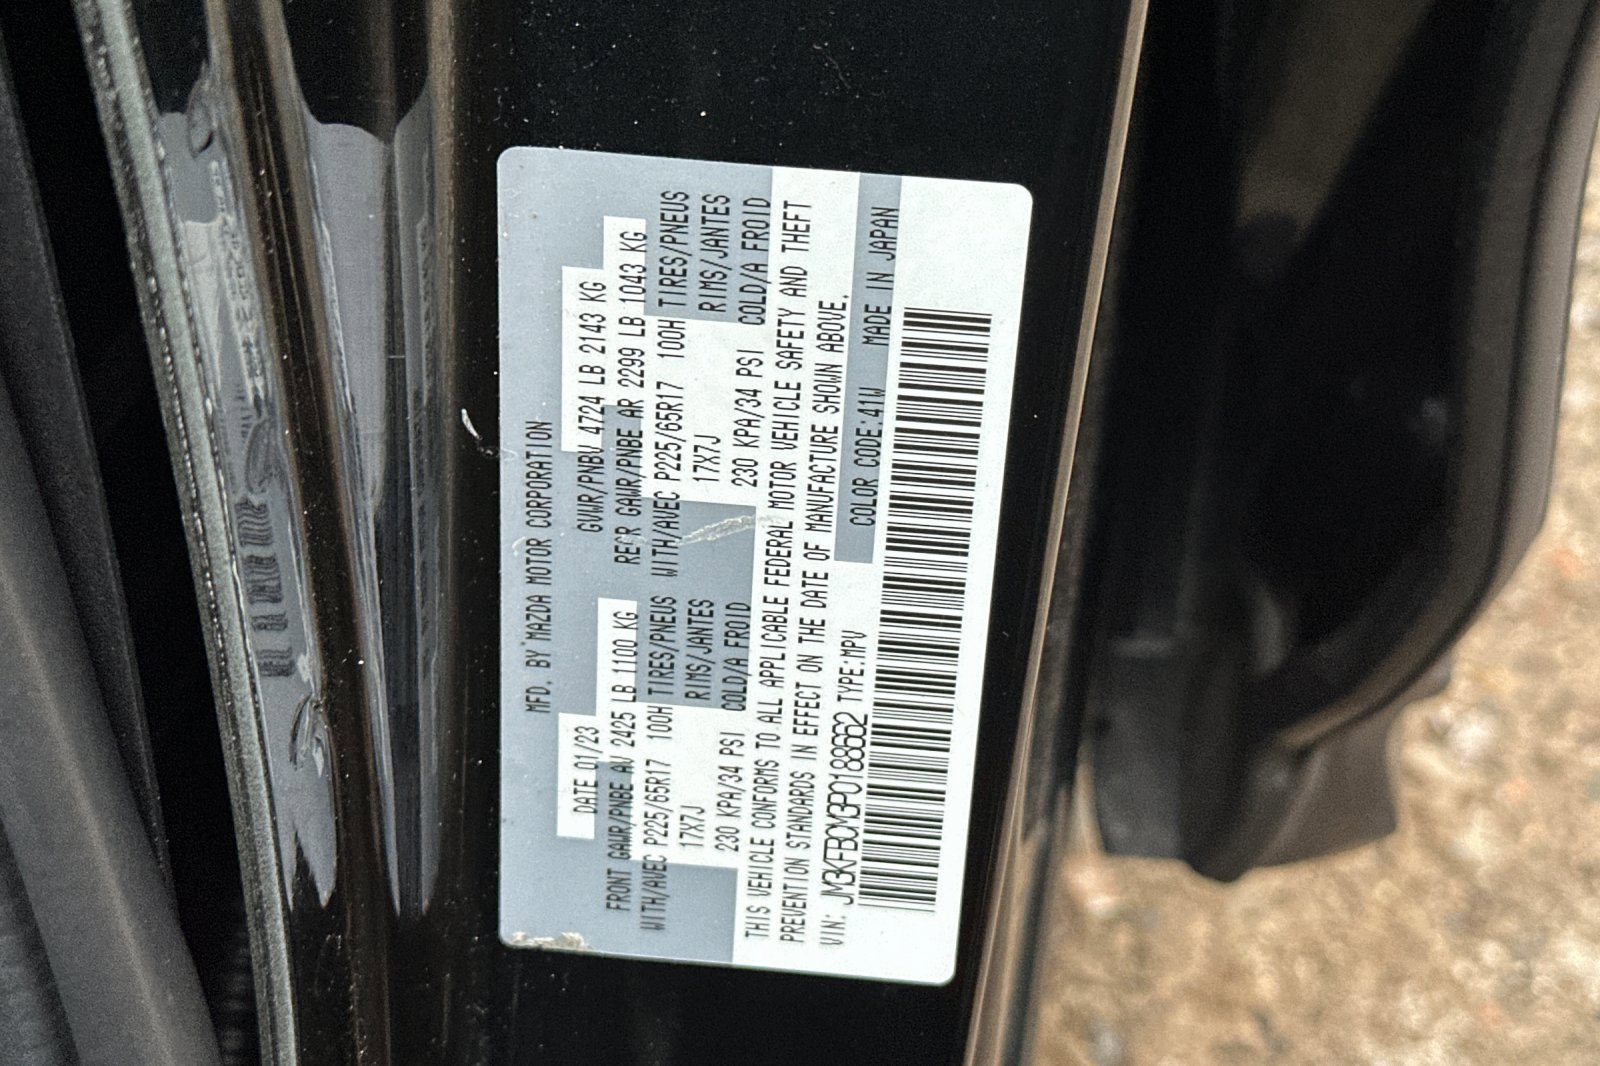 MFD. BY MAZDA MOTOR CORPORATION
DATE 01/23 GVWR/PNBV 4724 LB 2143 KG
FRONT GAWR/PNBE AV 2425 LB 1100 KG REAR GAWR/PNBE AR 2299 LB 1043 KG
WITH/AVEC P225/65R17 100H TIRES/PNEUS WITH/AVEC P225/65R17 100H TIRES/PNEUS
17X7J RIMS/JANTES 17X7J RIMS/JANTES
230 KPA/34 PSI COLD/A FROID 230 KPA/34 PSI COLD/A FROID
THIS VEHICLE CONFORMS TO ALL APPLICABLE FEDERAL MOTOR VEHICLE SAFETY AND THEFT
PREVENTION STANDARDS IN EFFECT ON THE DATE OF MANUFACTURE SHOWN ABOVE.
VIN: JM3KFBCM3P0188662 TYPE:MPV COLOR CODE:41W MADE IN JAPAN